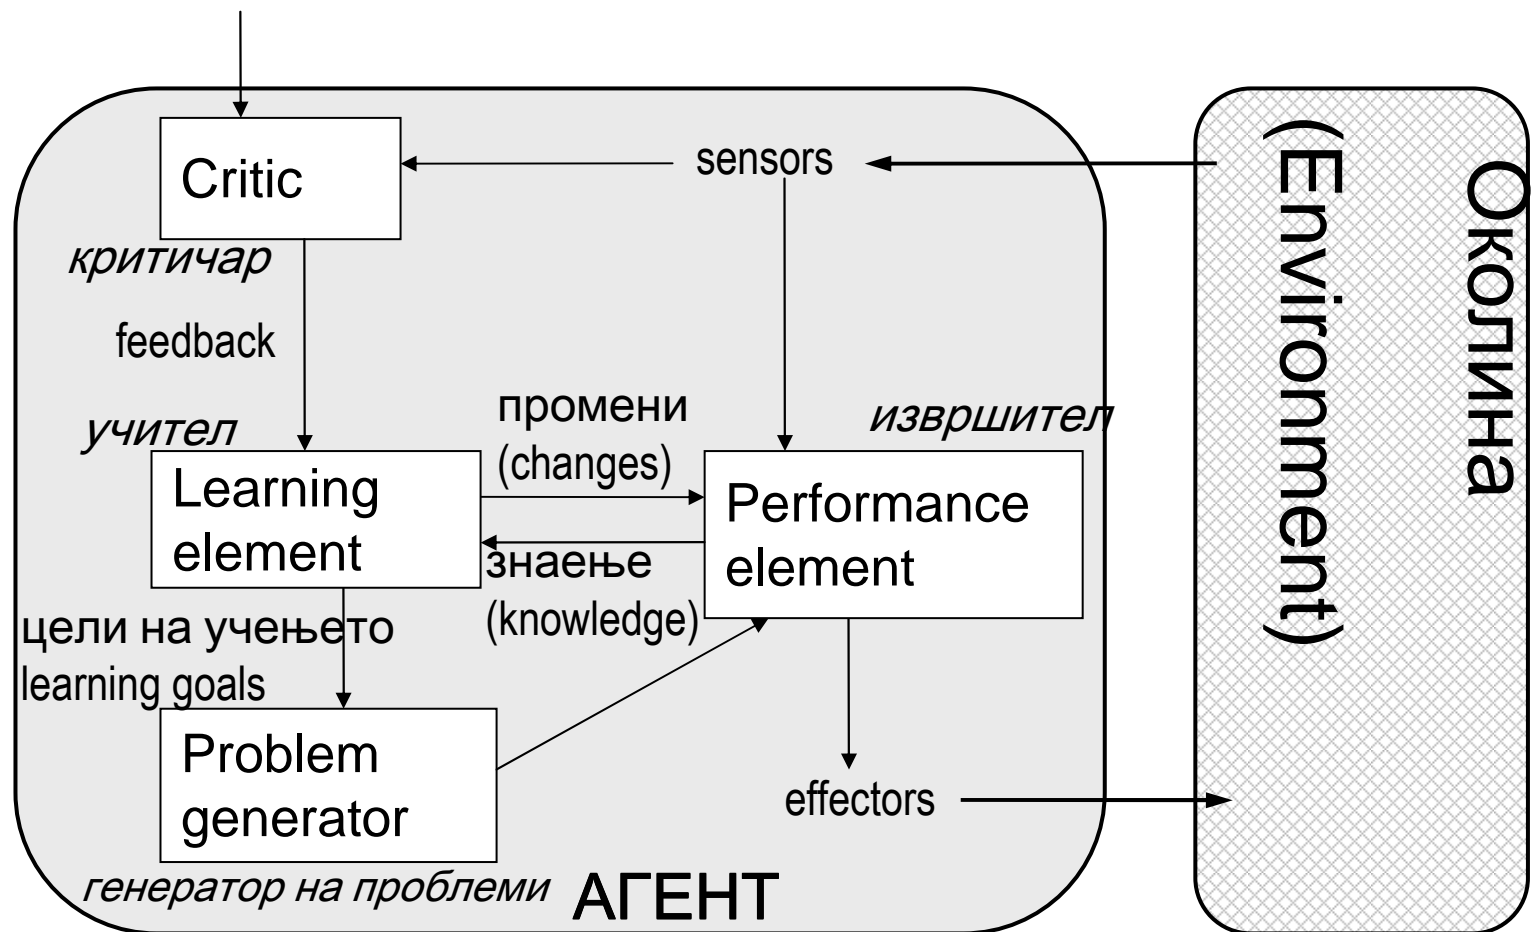 Critic
sensors
критичар
feedback
учител
промени
(changes)
извршител
Learning
element
Performance
element
знаење
(knowledge)
цели на учењето
learning goals
Problem
generator
effectors
генератор на проблеми
АГЕНТ
Околина
(Environment)